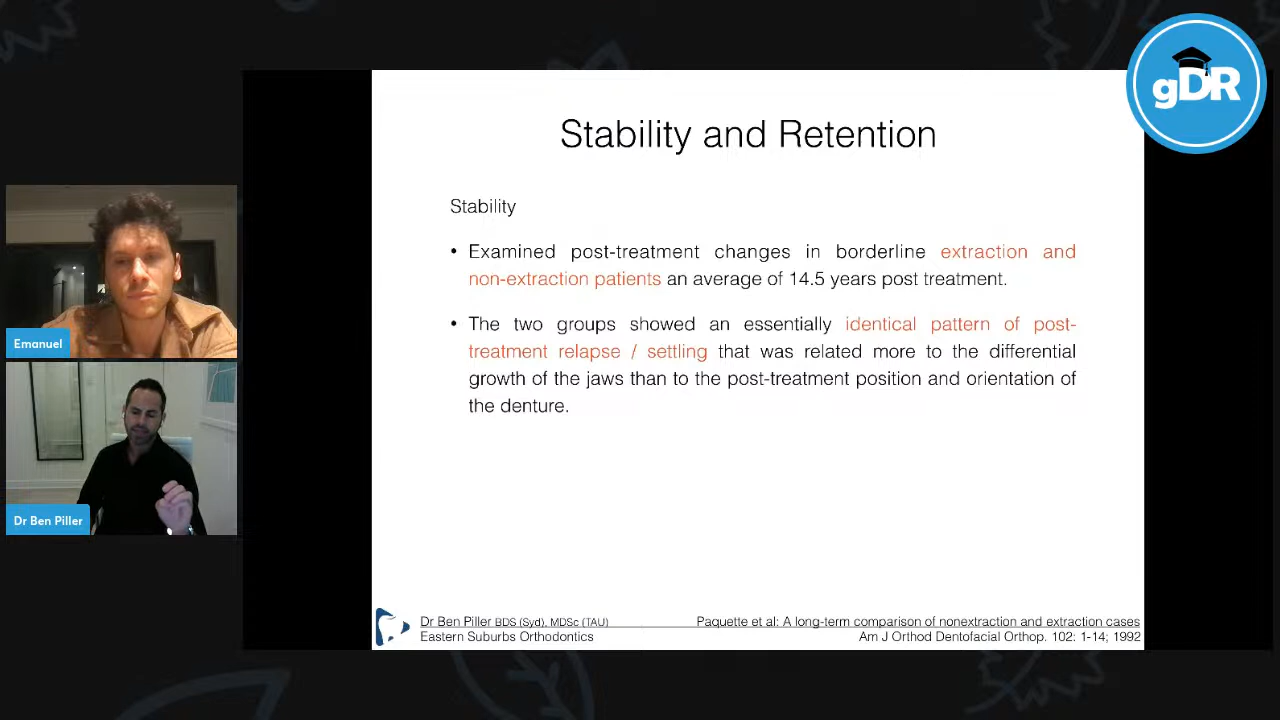 gDR
Stability and Retention
Stability
• Examined post-treatment changes in borderline extraction and
non-extraction patients an average of 14.5 years post treatment.
• The two groups showed an essentially identical pattern of post-
treatment relapse / settling that was related more to the differential
growth of the jaws than to the post-treatment position and orientation of
the denture.
Emanuel
Dr Ben Piller
Dr Ben Piller BDS (Syd), MDSc (TAU)
Eastern Suburbs Orthodontics
Paquette et al: A long-term comparison of nonextraction and extraction cases
Am J Orthod Dentofacial Orthop. 102: 1-14; 1992